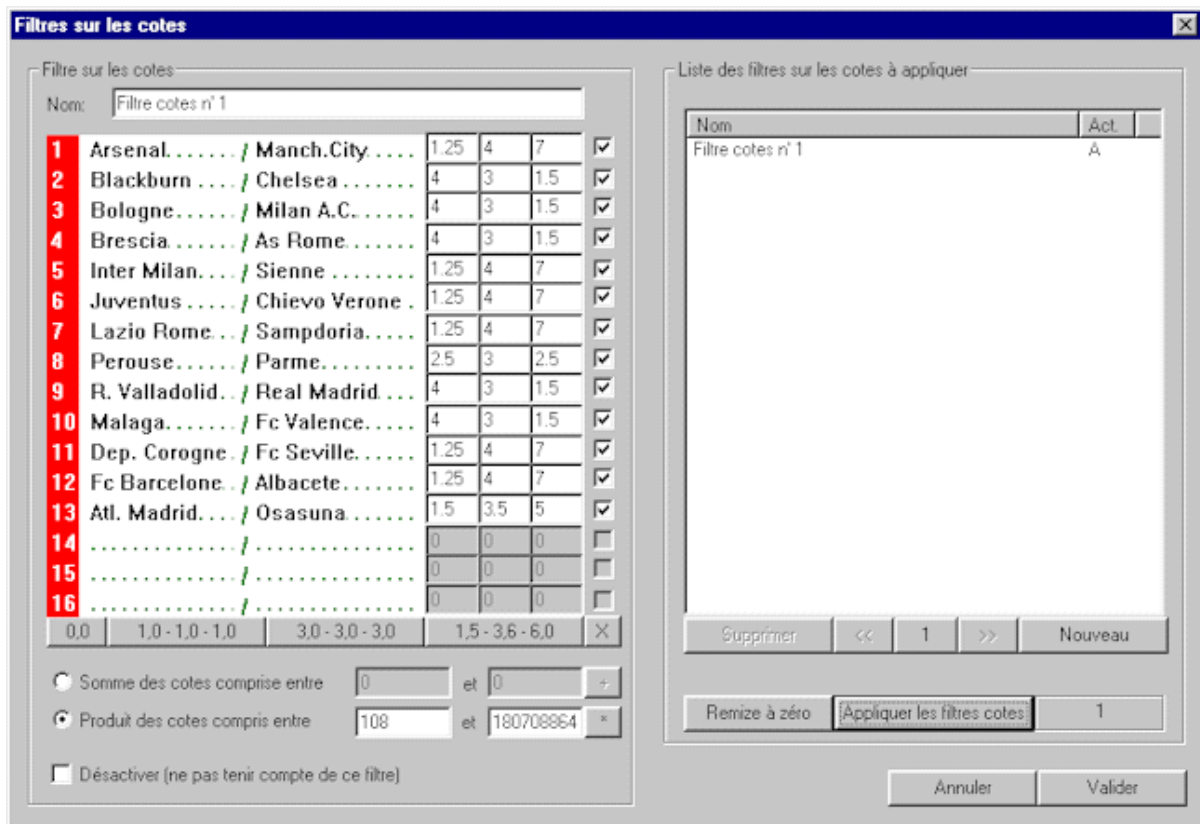 Filtres sur les cotes
Filtre sur les cotes
Nom: Filtre cotes n° 1
1 Arsenal....... / Manch.City..... 1.25 4 7
2 Blackburn .... / Chelsea ....... 4 3 1.5
3 Bologne...... / Milan A.C....... 4 3 1.5
4 Brescia...... / As Rome....... 4 3 1.5
5 Inter Milan.... / Sienne ........ 1.25 4 7
6 Juventus ..... / Chievo Verone . 1.25 4 7
7 Lazio Rome... / Sampdoria..... 1.25 4 7
8 Perouse...... / Parme......... 2.5 3 2.5
9 R. Valladolid.. / Real Madrid.... 4 3 1.5
10 Malaga....... / Fc Valence..... 4 3 1.5
11 Dep. Corogne . / Fc Seville...... 1.25 4 7
12 Fc Barcelone.. / Albacete....... 1.25 4 7
13 Atl. Madrid.... / Osasuna....... 1.5 3.5 5
14 .............. / ............... 0 0 0
15 .............. / ............... 0 0 0
16 .............. / ............... 0 0 0
0,0 1,0 - 1,0 - 1,0 3,0 - 3,0 - 3,0 1,5 - 3,6 - 6,0 X
Somme des cotes comprise entre 0 et 0 +
Produit des cotes compris entre 108 et 180708864 *
Désactiver (ne pas tenir compte de ce filtre)
Liste des filtres sur les cotes à appliquer
Nom Act.
Filtre cotes n° 1 A
Supprimer << 1 >> Nouveau
Remize à zéro Appliquer les filtres cotes 1
Annuler Valider